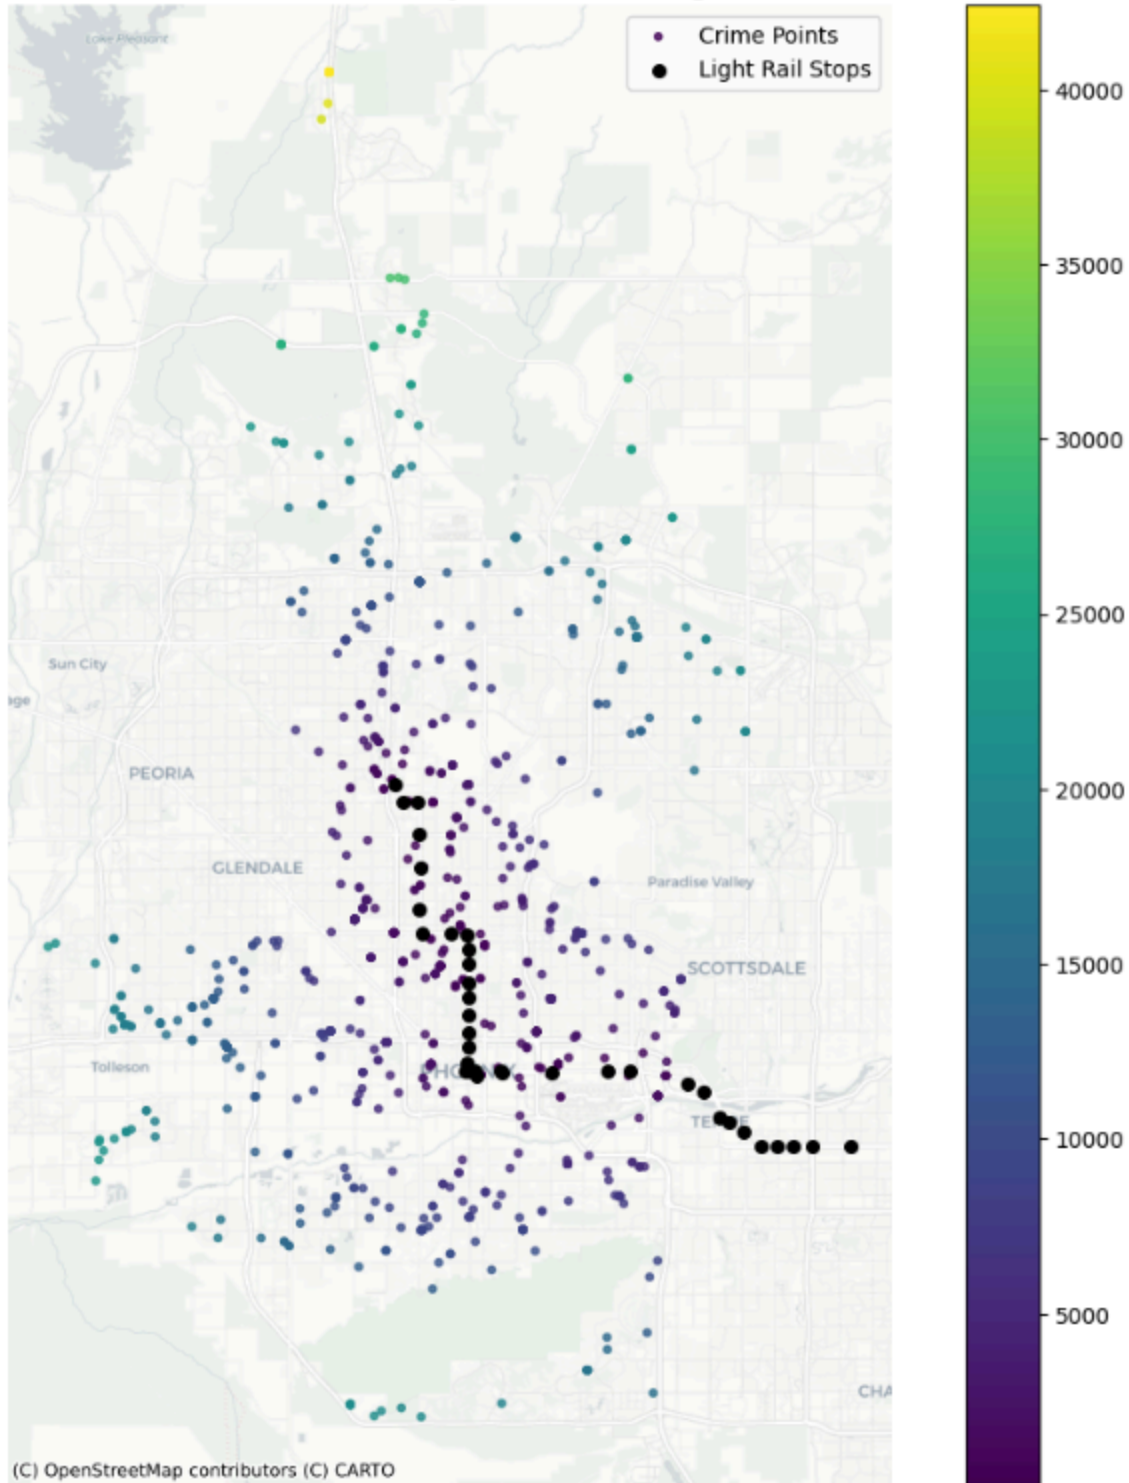 Lake Pleasant
Crime Points
Light Rail Stops
40000
35000
30000
25000
20000
15000
10000
5000
Sun City
age
PEORIA
GLENDALE
Paradise Valley
SCOTTSDALE
Tolleson
CHA
(C) OpenStreetMap contributors (C) CARTO